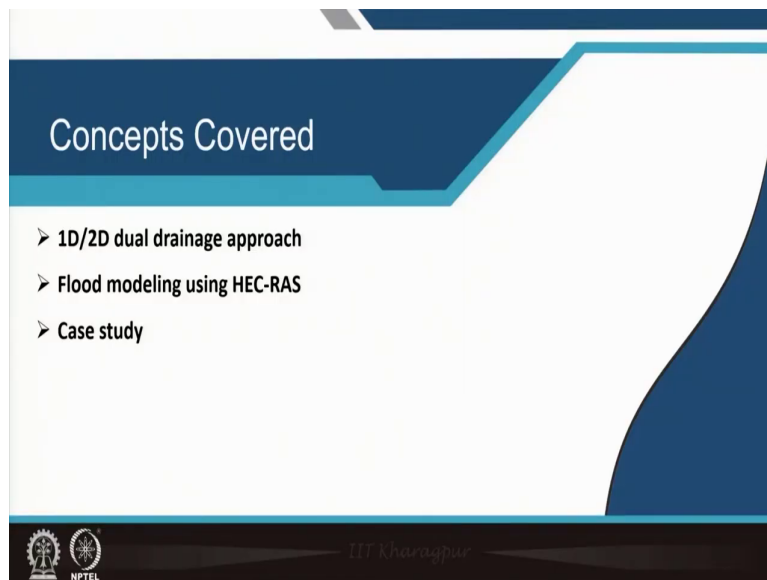 Concepts Covered
➢ 1D/2D dual drainage approach
➢ Flood modeling using HEC-RAS
➢ Case study
IIT Kharagpur
NPTEL